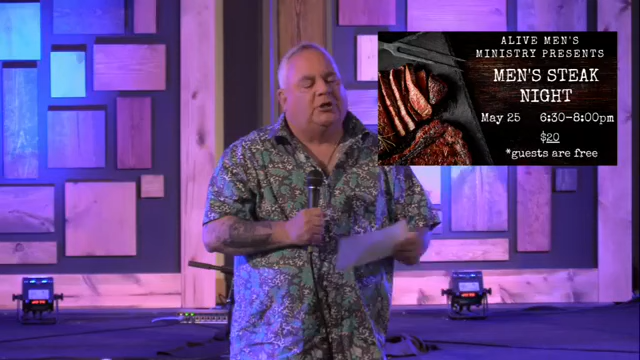 ALIVE MEN'S
MINISTRY PRESENTS
MEN'S STEAK
NIGHT
May 25 6:30-8:00pm
$20
*guests are free